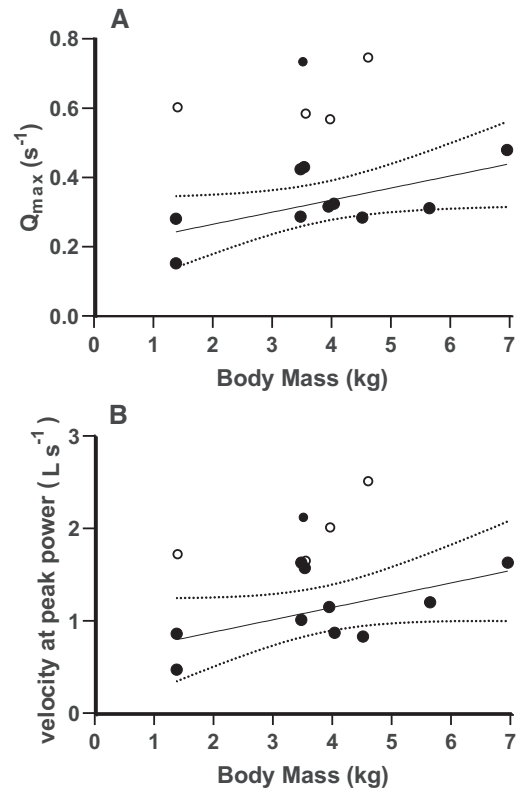 A
0.8
0.6
0.4
0.2
0.0
Qmax (s-1)
0 1 2 3 4 5 6 7
Body Mass (kg)
B
3
2
1
0
velocity at peak power ( L s-1)
0 1 2 3 4 5 6 7
Body Mass (kg)